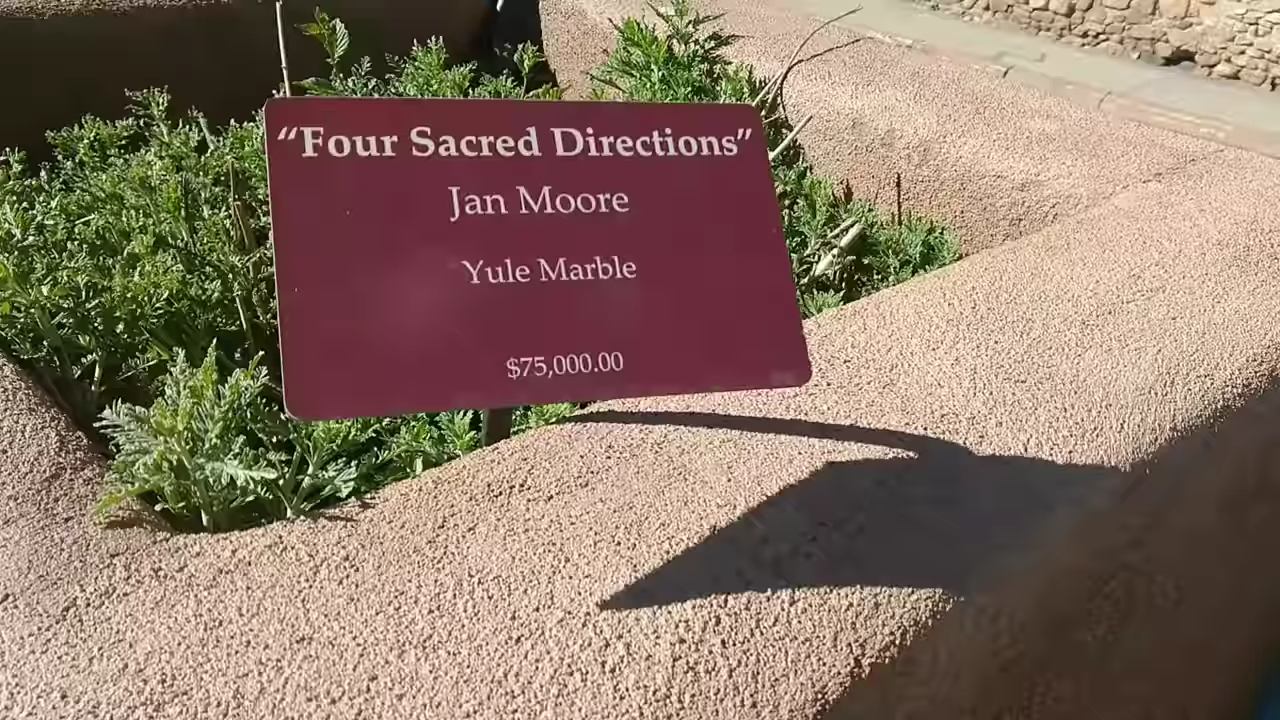 “Four Sacred Directions”
Jan Moore
Yule Marble
$75,000.00